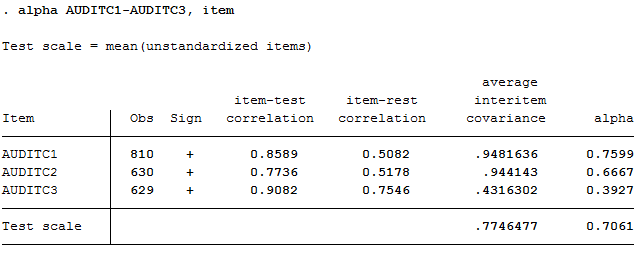 . alpha AUDITC1-AUDITC3, item
Test scale = mean(unstandardized items)
average
item-test item-rest interitem
Item Obs Sign correlation correlation covariance alpha
AUDITC1 810 + 0.8589 0.5082 .9481636 0.7599
AUDITC2 630 + 0.7736 0.5178 .944143 0.6667
AUDITC3 629 + 0.9082 0.7546 .4316302 0.3927
Test scale .7746477 0.7061